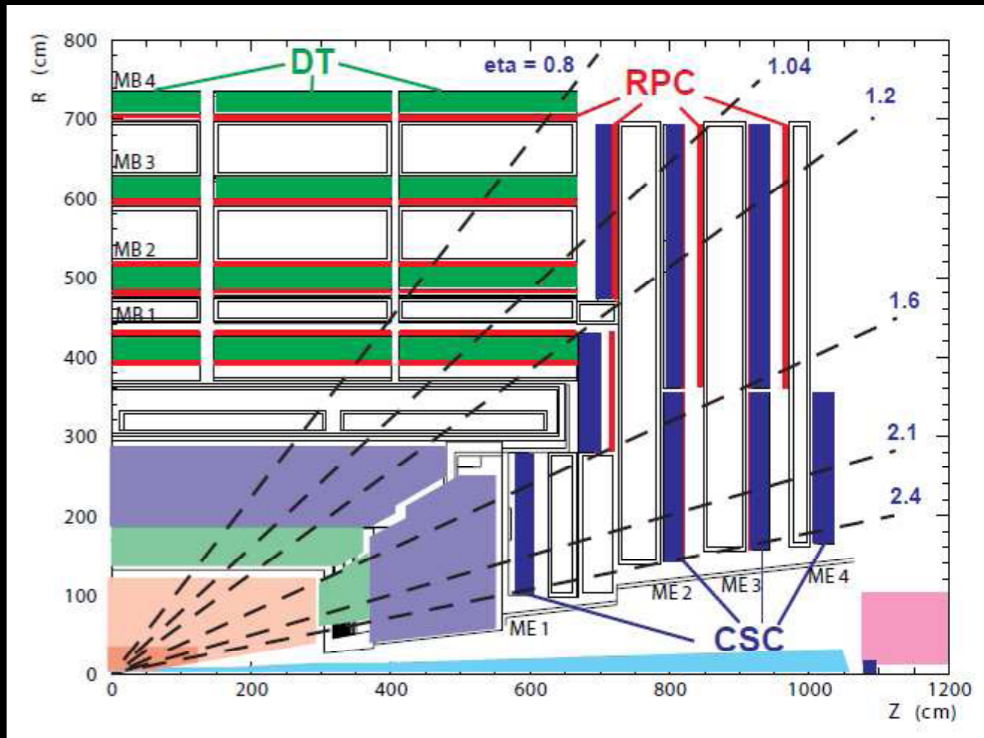 R (cm)
800
700
600
500
400
300
200
100
0
MB 4
MB 3
MB 2
MB 1
DT
eta = 0.8
RPC
1.04
1.2
1.6
2.1
2.4
ME 1
ME 2
ME 3
ME 4
CSC
0
200
400
600
800
1000
1200
Z (cm)